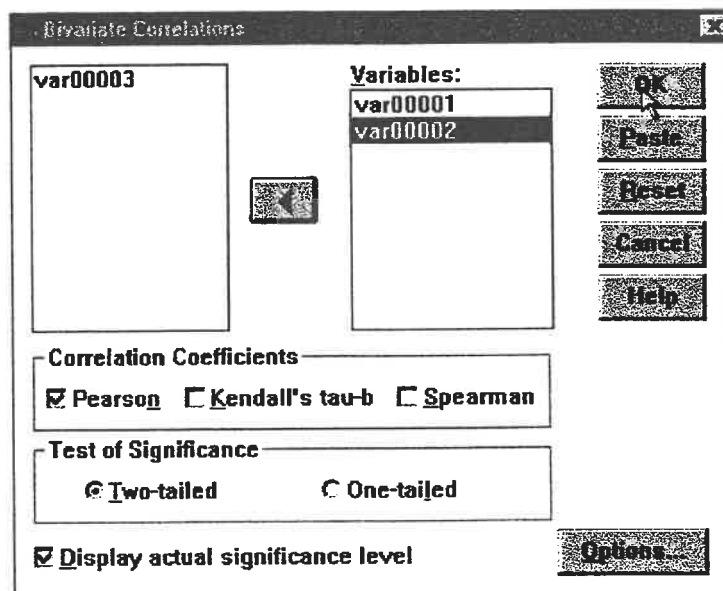 Bivariate Correlations
var00003
Variables:
var00001
var00002
OK
Paste
Reset
Cancel
Help
Correlation Coefficients
Pearson Kendall's tau-b Spearman
Test of Significance
Two-tailed One-tailed
Display actual significance level
Options...